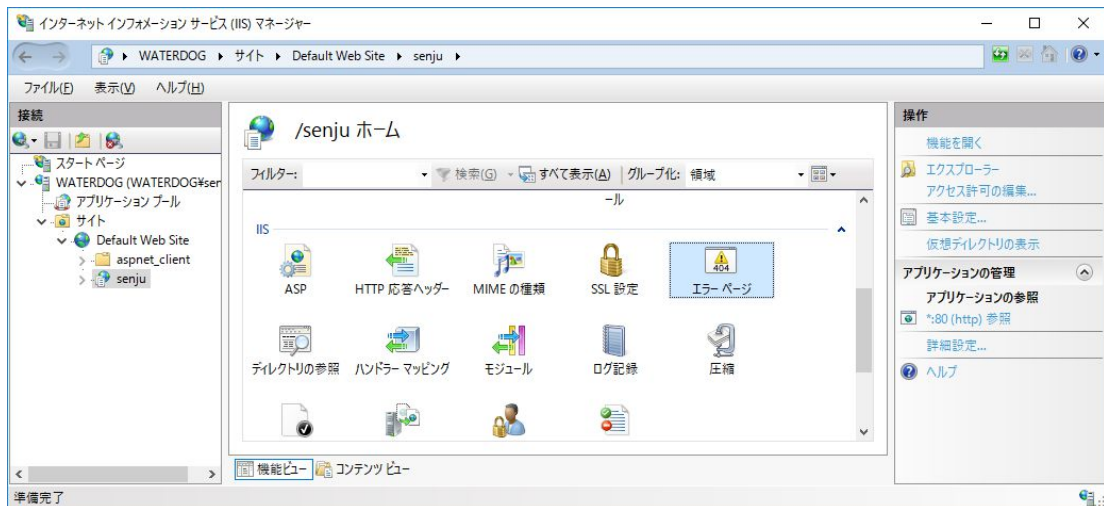 インターネット インフォメーション サービス (IIS) マネージャー
WATERDOG サイト Default Web Site senju
ファイル(F) 表示(V) ヘルプ(H)
接続
スタート ページ
WATERDOG (WATERDOG¥ser
アプリケーション プール
サイト
Default Web Site
aspnet_client
senju
/senju ホーム
フィルター: 検索(G) すべて表示(A) グループ化: 領域
ール
IIS
ASP HTTP 応答ヘッダー MIME の種類 SSL 設定 404 エラー ページ
ディレクトリの参照 ハンドラー マッピング モジュール ログ記録 圧縮
機能ビュー コンテンツ ビュー
操作
機能を開く
エクスプローラー
アクセス許可の編集...
基本設定...
仮想ディレクトリの表示
アプリケーションの管理
アプリケーションの参照
*:80 (http) 参照
詳細設定...
ヘルプ
準備完了